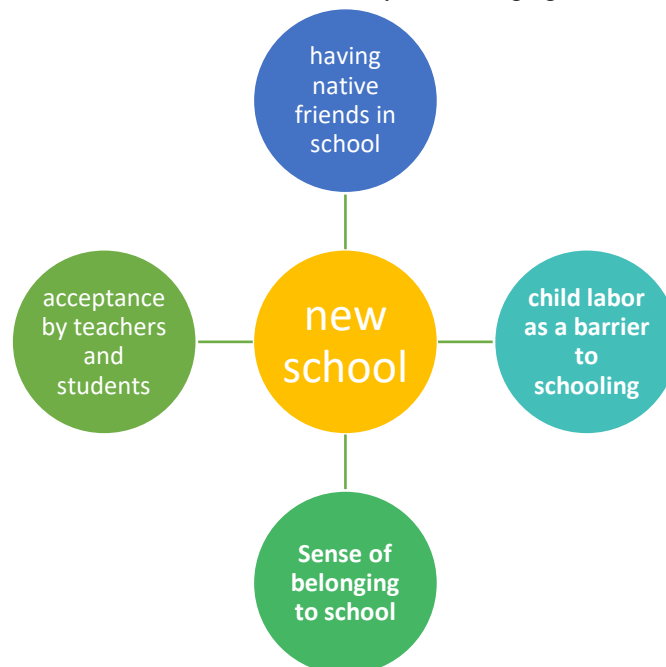 having
native
friends in
school
acceptance
by teachers
and
students
new
school
child labor
as a barrier
to
schooling
Sense of
belonging
to school